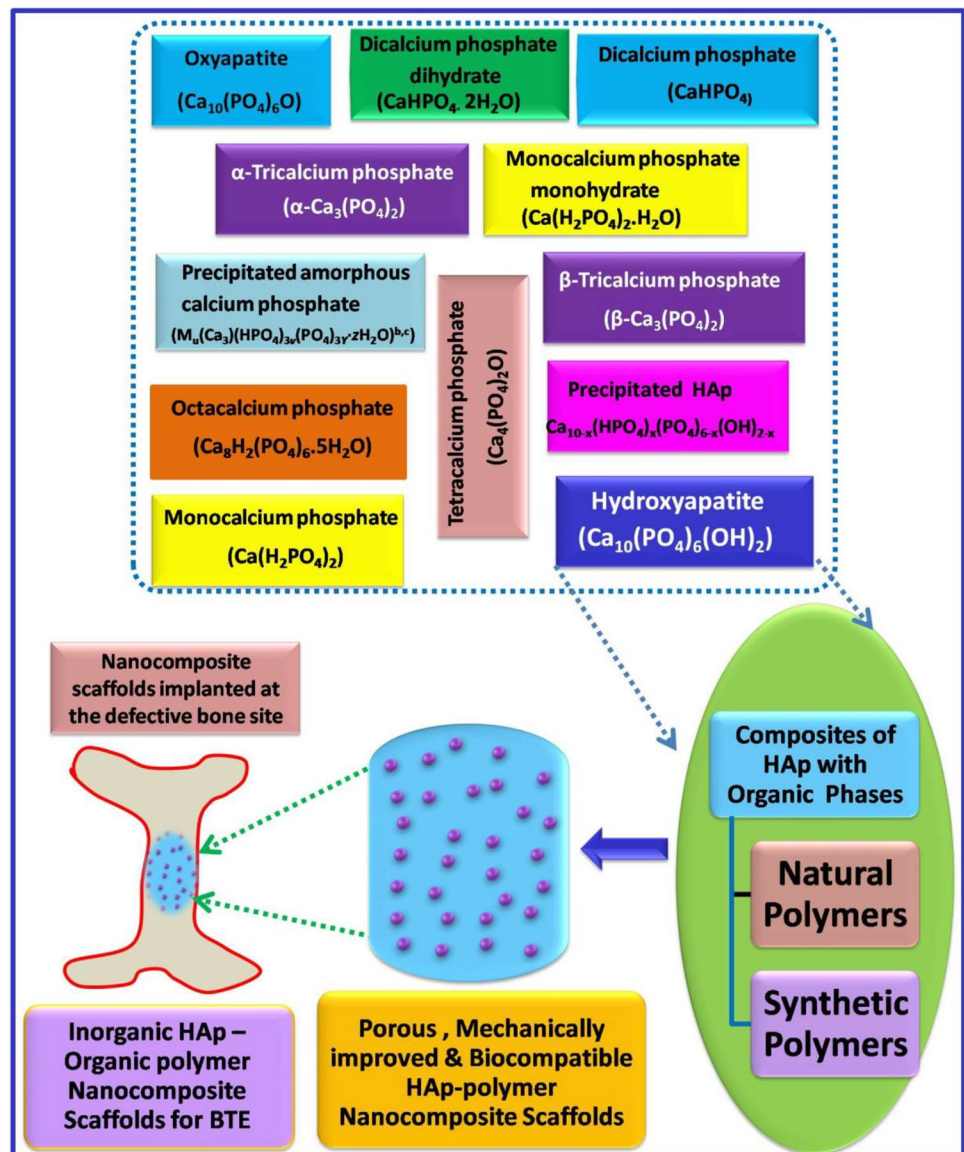 Oxyapatite
(Ca₁₀(PO₄)₆O)
Dicalcium phosphate
dihydrate
(CaHPO₄. 2H₂O)
Dicalcium phosphate
(CaHPO₄)
α-Tricalcium phosphate
(α-Ca₃(PO₄)₂)
Monocalcium phosphate
monohydrate
(Ca(H₂PO₄)₂.H₂O)
Precipitated amorphous
calcium phosphate
(Mᵤ(Ca₃)(HPO₄)₃ᵥ(PO₄)₃ᵧ·zH₂O)ᵇ,ᶜ)
Tetracalcium phosphate
(Ca₄(PO₄)₂O)
β-Tricalcium phosphate
(β-Ca₃(PO₄)₂)
Octacalcium phosphate
(Ca₈H₂(PO₄)₆.5H₂O)
Precipitated HAp
Ca₁₀₋ₓ(HPO₄)ₓ(PO₄)₆₋ₓ(OH)₂₋ₓ
Monocalcium phosphate
(Ca(H₂PO₄)₂)
Hydroxyapatite
(Ca₁₀(PO₄)₆(OH)₂)
Nanocomposite
scaffolds implanted at
the defective bone site
Composites of
HAp with
Organic Phases
Natural
Polymers
Synthetic
Polymers
Inorganic HAp –
Organic polymer
Nanocomposite
Scaffolds for BTE
Porous , Mechanically
improved & Biocompatible
HAp-polymer
Nanocomposite Scaffolds